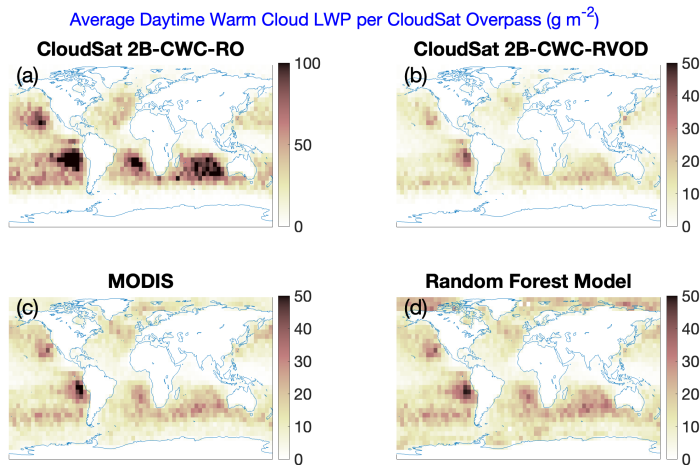 Average Daytime Warm Cloud LWP per CloudSat Overpass (g m⁻²)
CloudSat 2B-CWC-RO
CloudSat 2B-CWC-RVOD
(a)
100
50
0
(b)
50
40
30
20
10
0
MODIS
Random Forest Model
(c)
50
40
30
20
10
0
(d)
50
40
30
20
10
0